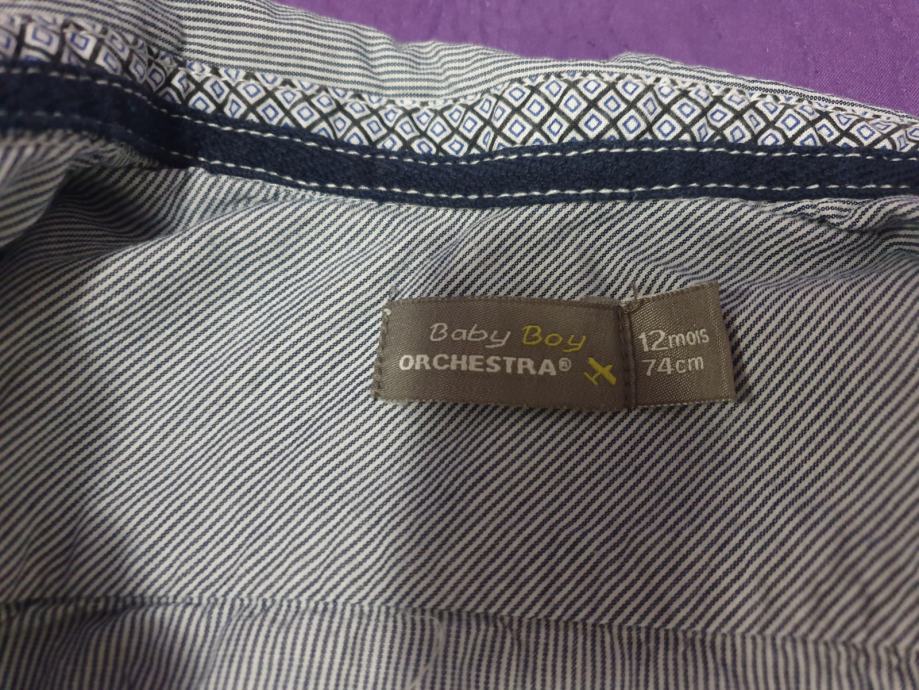 Baby Boy
ORCHESTRA®
12mois
74cm